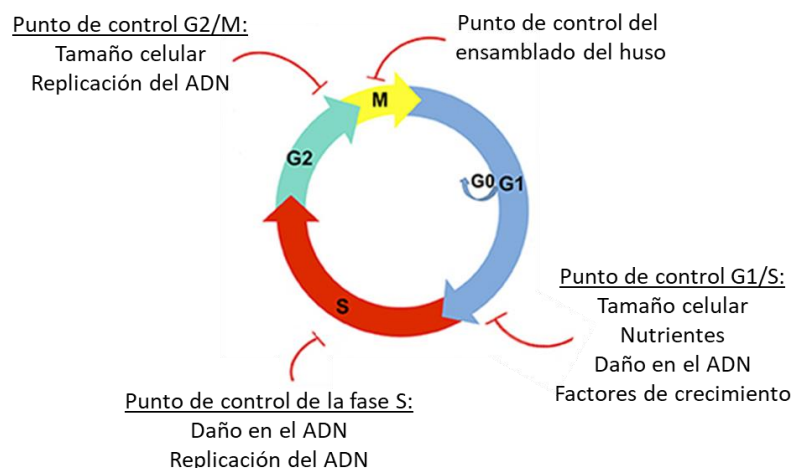 Punto de control G2/M:
Tamaño celular
Replicación del ADN
Punto de control del
ensamblado del huso
M
G2
G0
G1
S
Punto de control G1/S:
Tamaño celular
Nutrientes
Daño en el ADN
Factores de crecimiento
Punto de control de la fase S:
Daño en el ADN
Replicación del ADN